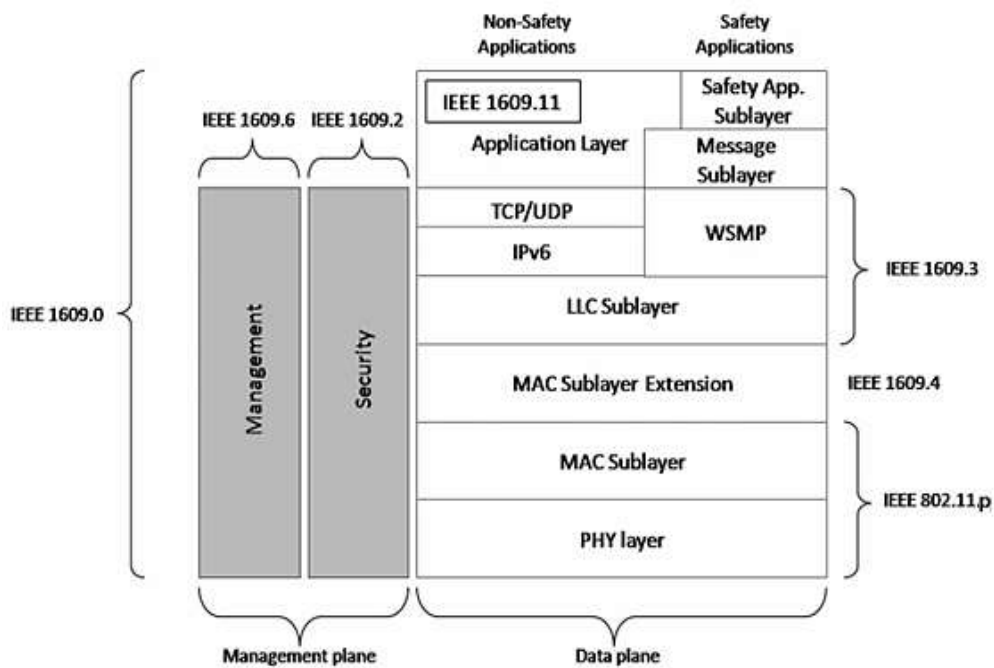 Non-Safety
Applications
Safety
Applications
IEEE 1609.6
IEEE 1609.2
IEEE 1609.11
Application Layer
Safety App.
Sublayer
Message
Sublayer
TCP/UDP
IPv6
WSMP
IEEE 1609.3
IEEE 1609.0
Management
Security
LLC Sublayer
MAC Sublayer Extension
IEEE 1609.4
MAC Sublayer
PHY layer
IEEE 802.11.p
Management plane
Data plane